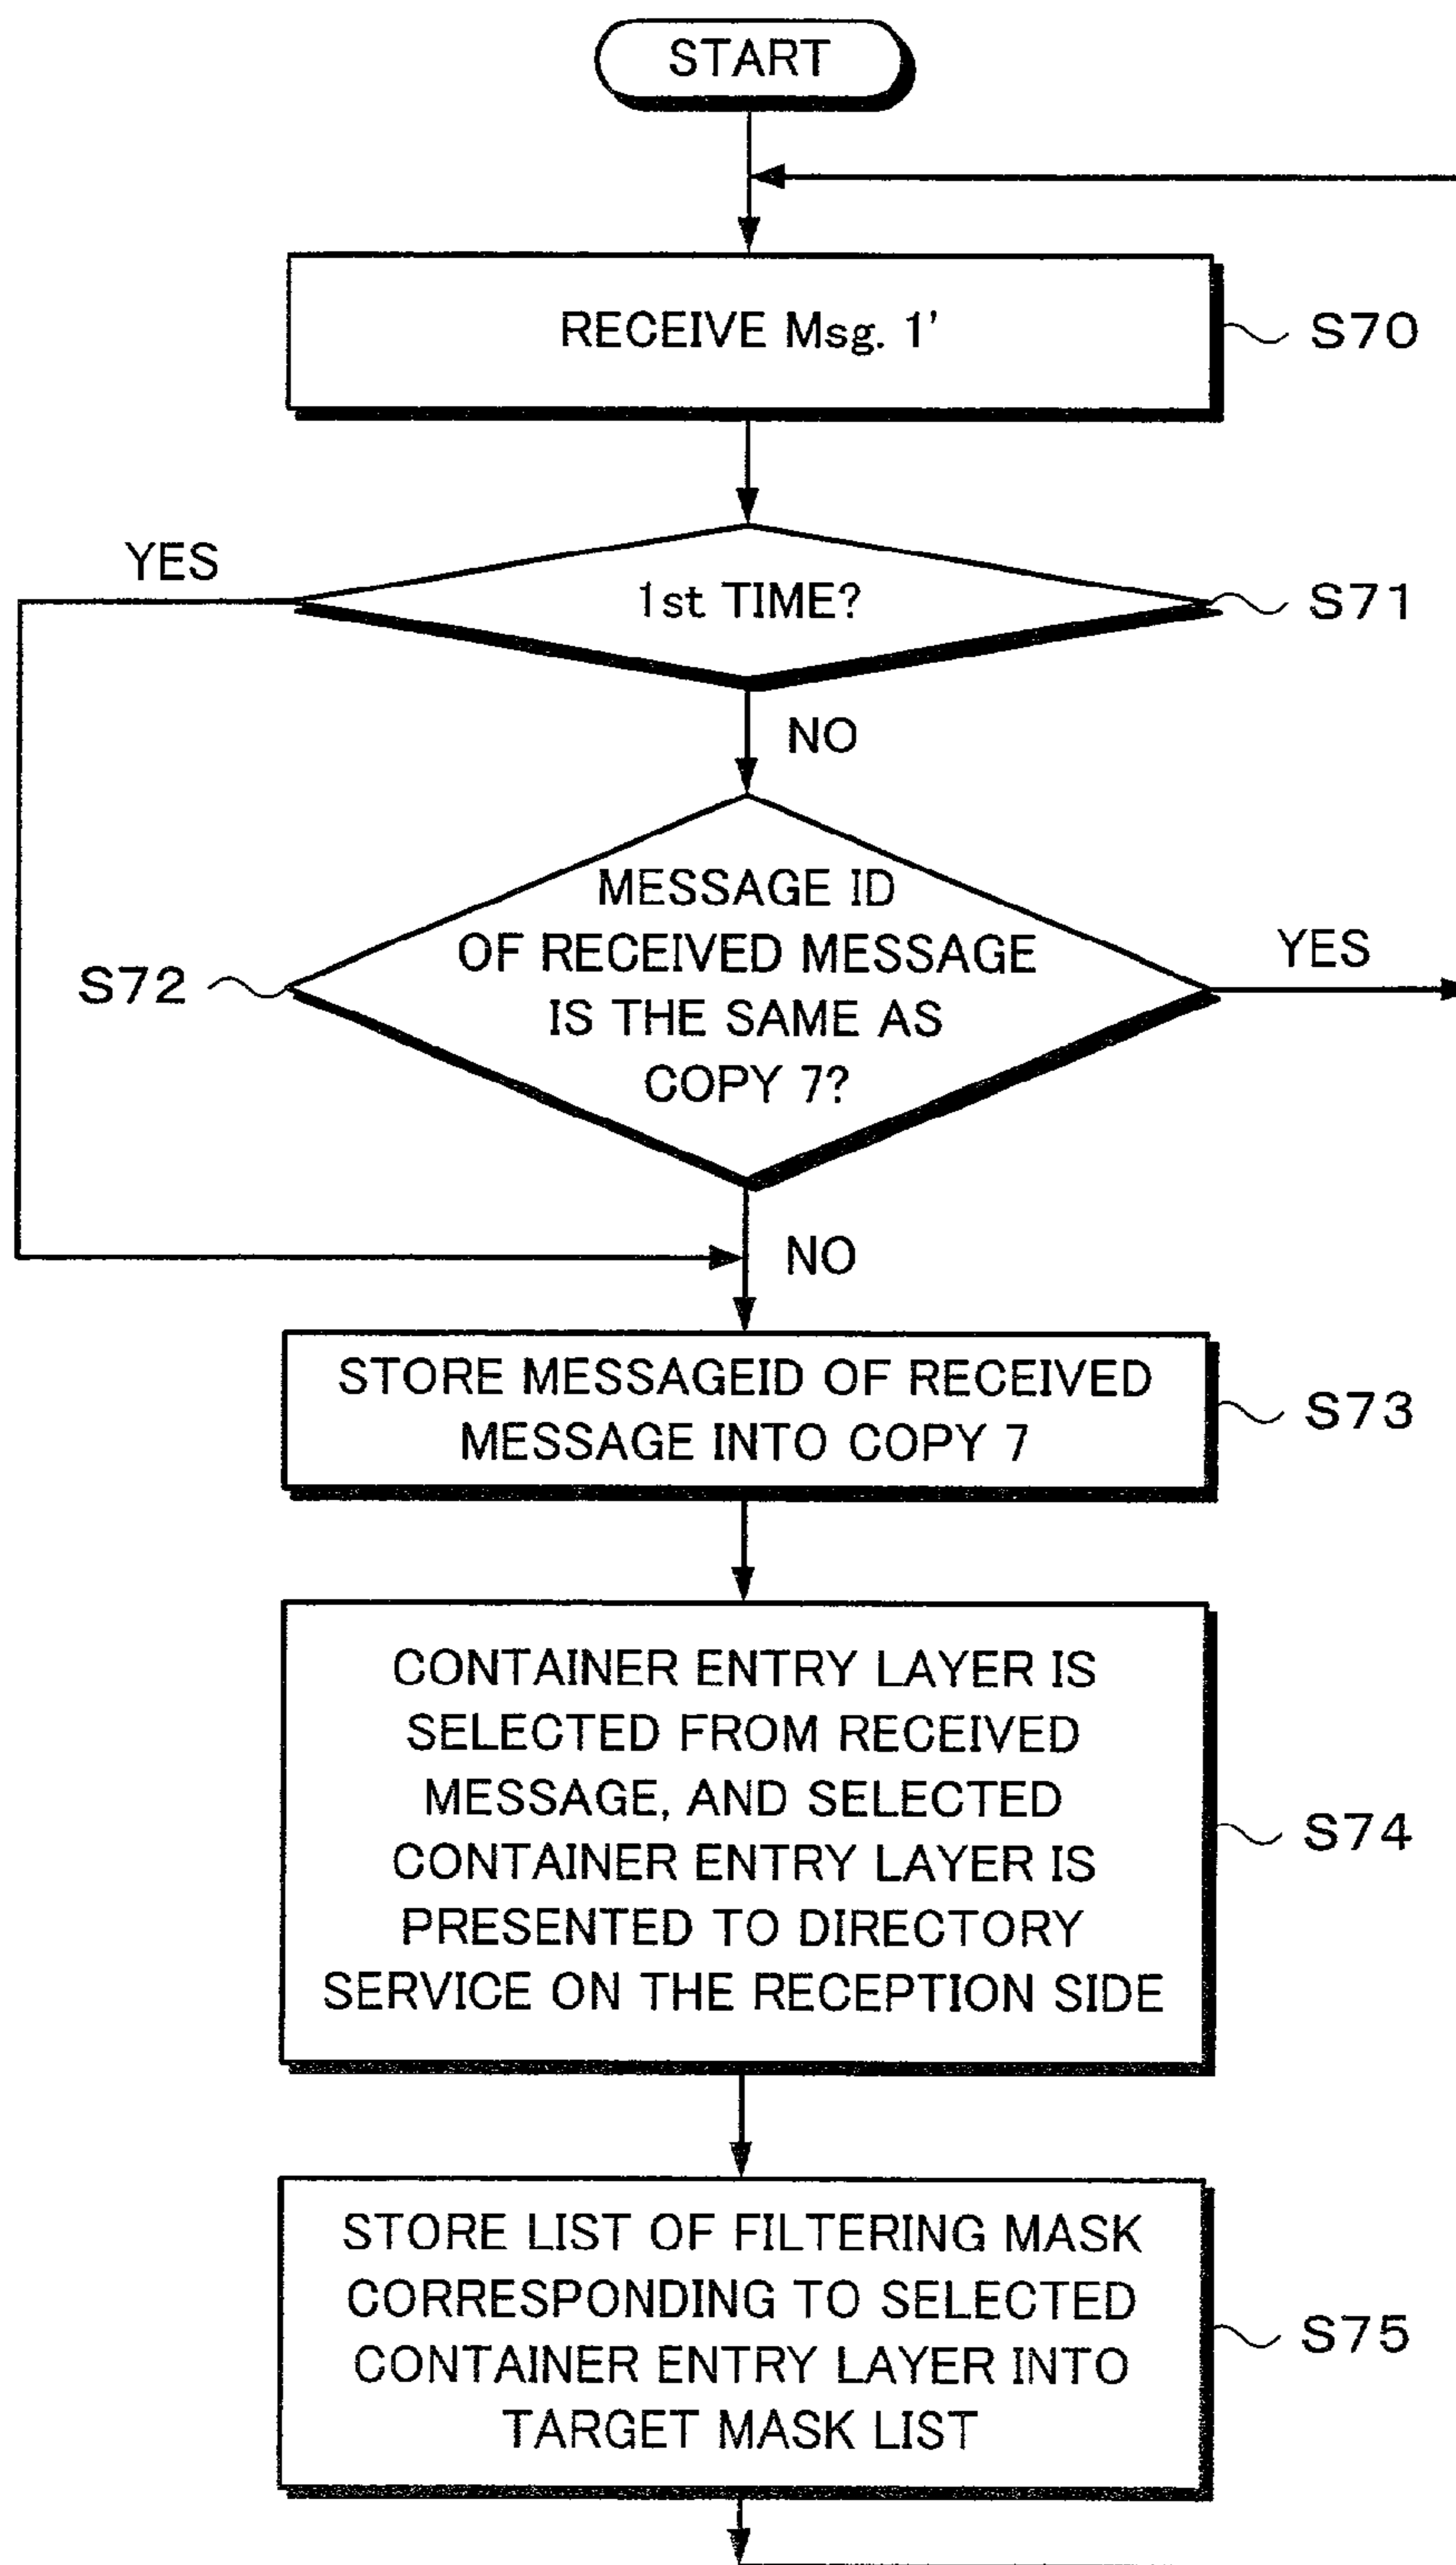 START
RECEIVE Msg. 1'
S70
YES
1st TIME?
S71
NO
MESSAGE ID
OF RECEIVED MESSAGE
IS THE SAME AS
COPY 7?
S72
YES
NO
STORE MESSAGEID OF RECEIVED
MESSAGE INTO COPY 7
S73
CONTAINER ENTRY LAYER IS
SELECTED FROM RECEIVED
MESSAGE, AND SELECTED
CONTAINER ENTRY LAYER IS
PRESENTED TO DIRECTORY
SERVICE ON THE RECEPTION SIDE
S74
STORE LIST OF FILTERING MASK
CORRESPONDING TO SELECTED
CONTAINER ENTRY LAYER INTO
TARGET MASK LIST
S75